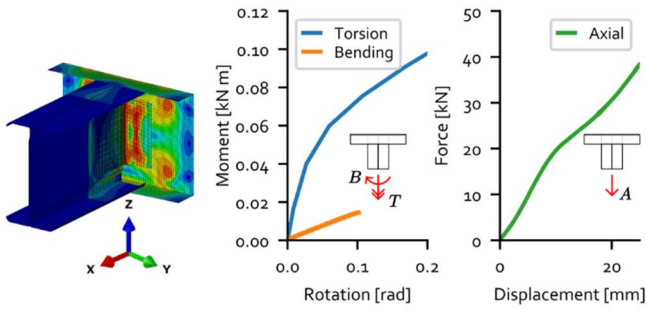 Z
X
Y
Moment [kN m]
0.12
0.10
0.08
0.06
0.04
0.02
0.00
Torsion
Bending
B
T
0.0
0.1
0.2
Rotation [rad]
Force [kN]
50
40
30
20
10
0
Axial
A
0
20
Displacement [mm]